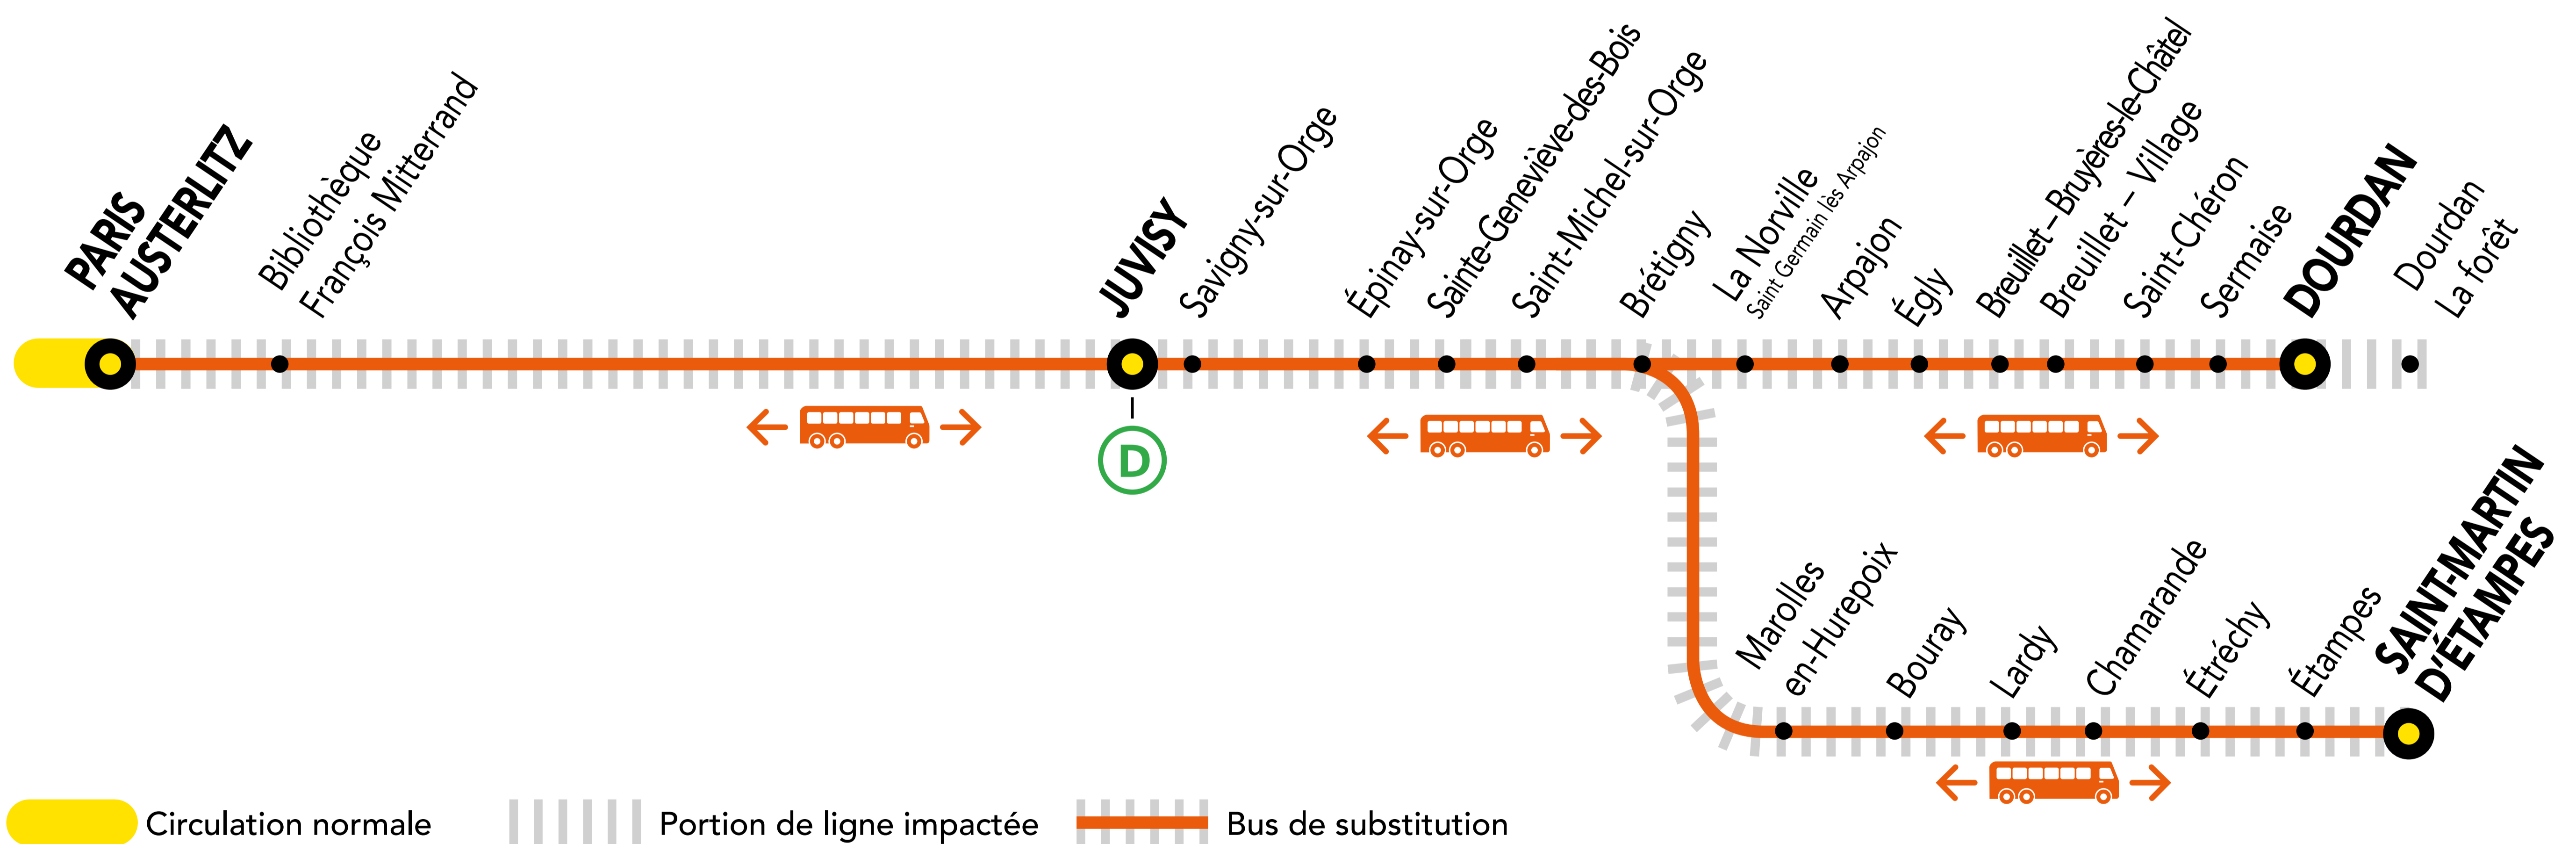 PARIS
AUSTERLITZ
Bibliothèque
François Mitterrand
JUVISY
Savigny-sur-Orge
Épinay-sur-Orge
Sainte-Geneviève-des-Bois
Saint-Michel-sur-Orge
Brétigny
La Norville
Saint Germain lès Arpajon
Arpajon
Égly
Breuillet – Bruyères-le-Châtel
Breuillet – Village
Saint-Chéron
Sermaise
DOURDAN
Dourdan
La forêt
D
Marolles
en-Hurepoix
Bouray
Lardy
Chamarande
Étréchy
Étampes
SAINT-MARTIN
D'ÉTAMPES
Circulation normale
Portion de ligne impactée
Bus de substitution